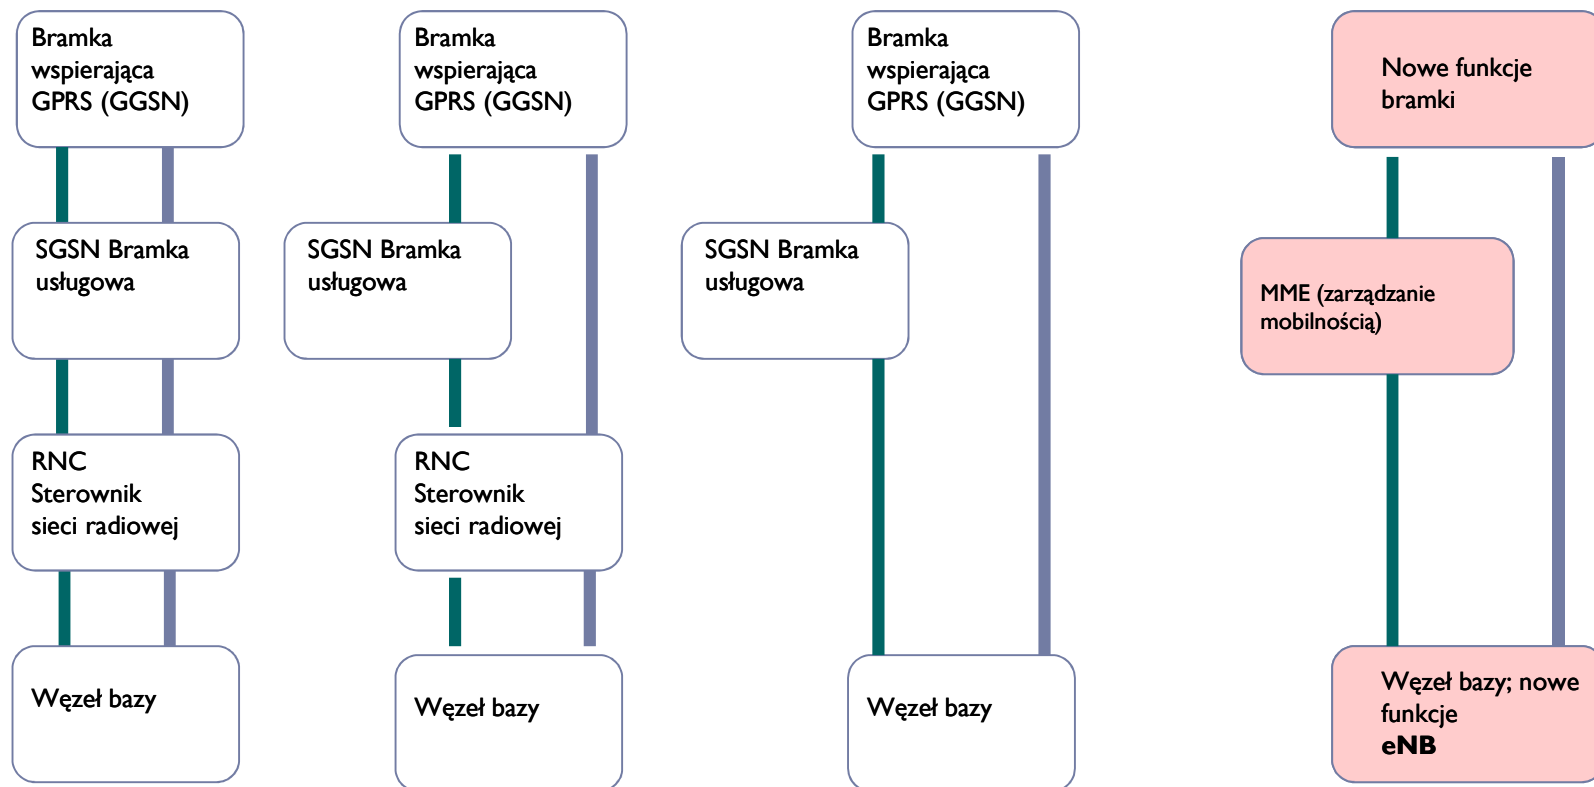 Bramka
wspierająca
GPRS (GGSN)
Bramka
wspierająca
GPRS (GGSN)
Bramka
wspierająca
GPRS (GGSN)
Nowe funkcje
bramki
SGSN Bramka
usługowa
SGSN Bramka
usługowa
SGSN Bramka
usługowa
MME (zarządzanie
mobilnością)
RNC
Sterownik
sieci radiowej
RNC
Sterownik
sieci radiowej
Węzeł bazy
Węzeł bazy
Węzeł bazy
Węzeł bazy; nowe
funkcje
eNB